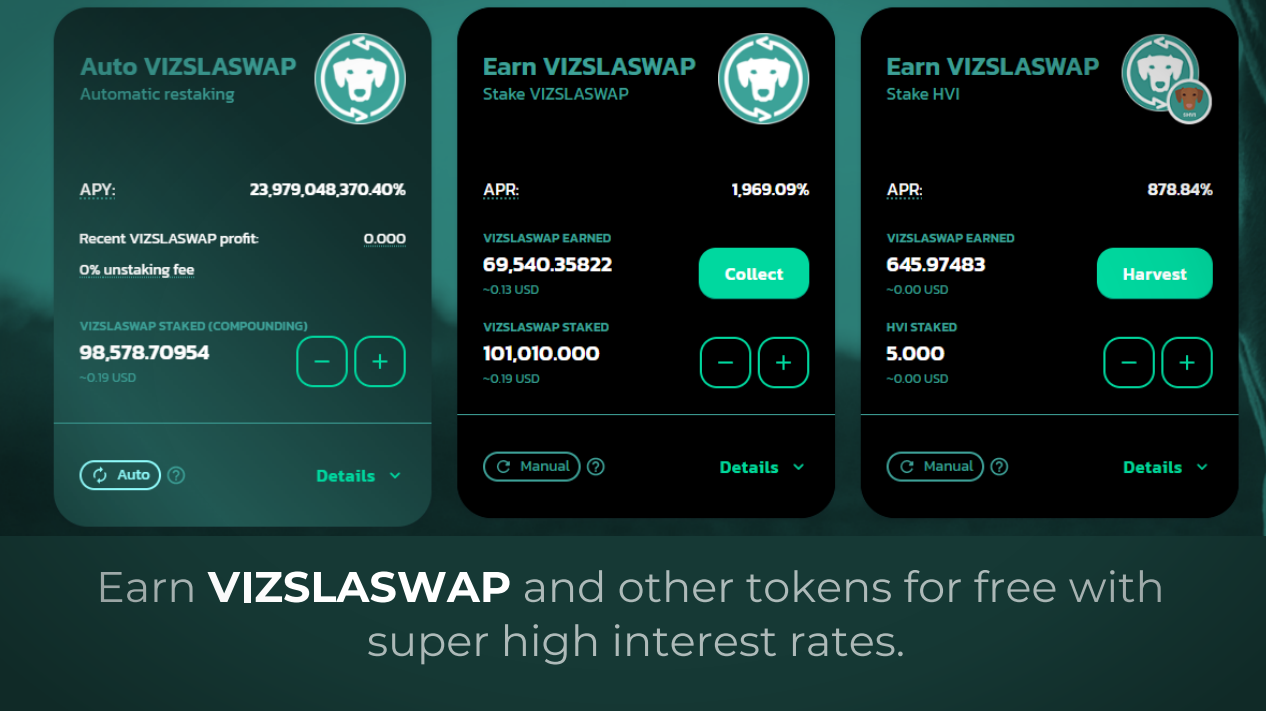 Auto VIZSLASWAP
Automatic restaking
APY: 23,979,048,370.40%
Recent VIZSLASWAP profit: 0.000
0% unstaking fee
VIZSLASWAP STAKED (COMPOUNDING)
98,578.70954
~0.19 USD
− +
Auto ?
Details
Earn VIZSLASWAP
Stake VIZSLASWAP
APR: 1,969.09%
VIZSLASWAP EARNED
69,540.35822
~0.13 USD
Collect
VIZSLASWAP STAKED
101,010.000
~0.19 USD
− +
Manual ?
Details
Earn VIZSLASWAP
Stake HVI
APR: 878.84%
VIZSLASWAP EARNED
645.97483
~0.00 USD
Harvest
HVI STAKED
5.000
~0.00 USD
− +
Manual ?
Details
Earn VIZSLASWAP and other tokens for free with
super high interest rates.